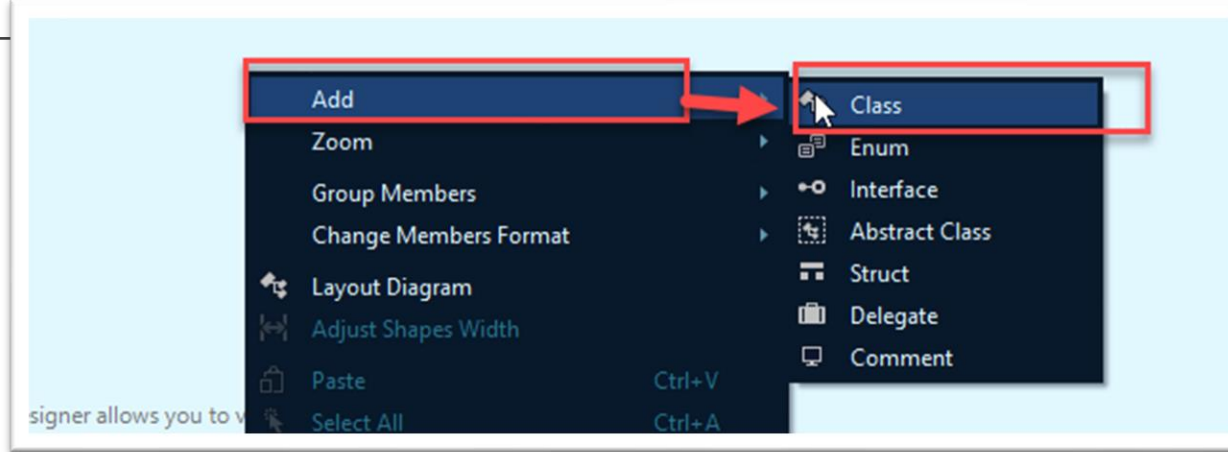 Add
Zoom
Group Members
Change Members Format
Layout Diagram
Adjust Shapes Width
Paste Ctrl+V
Select All Ctrl+A
Class
Enum
Interface
Abstract Class
Struct
Delegate
Comment
signer allows you to v